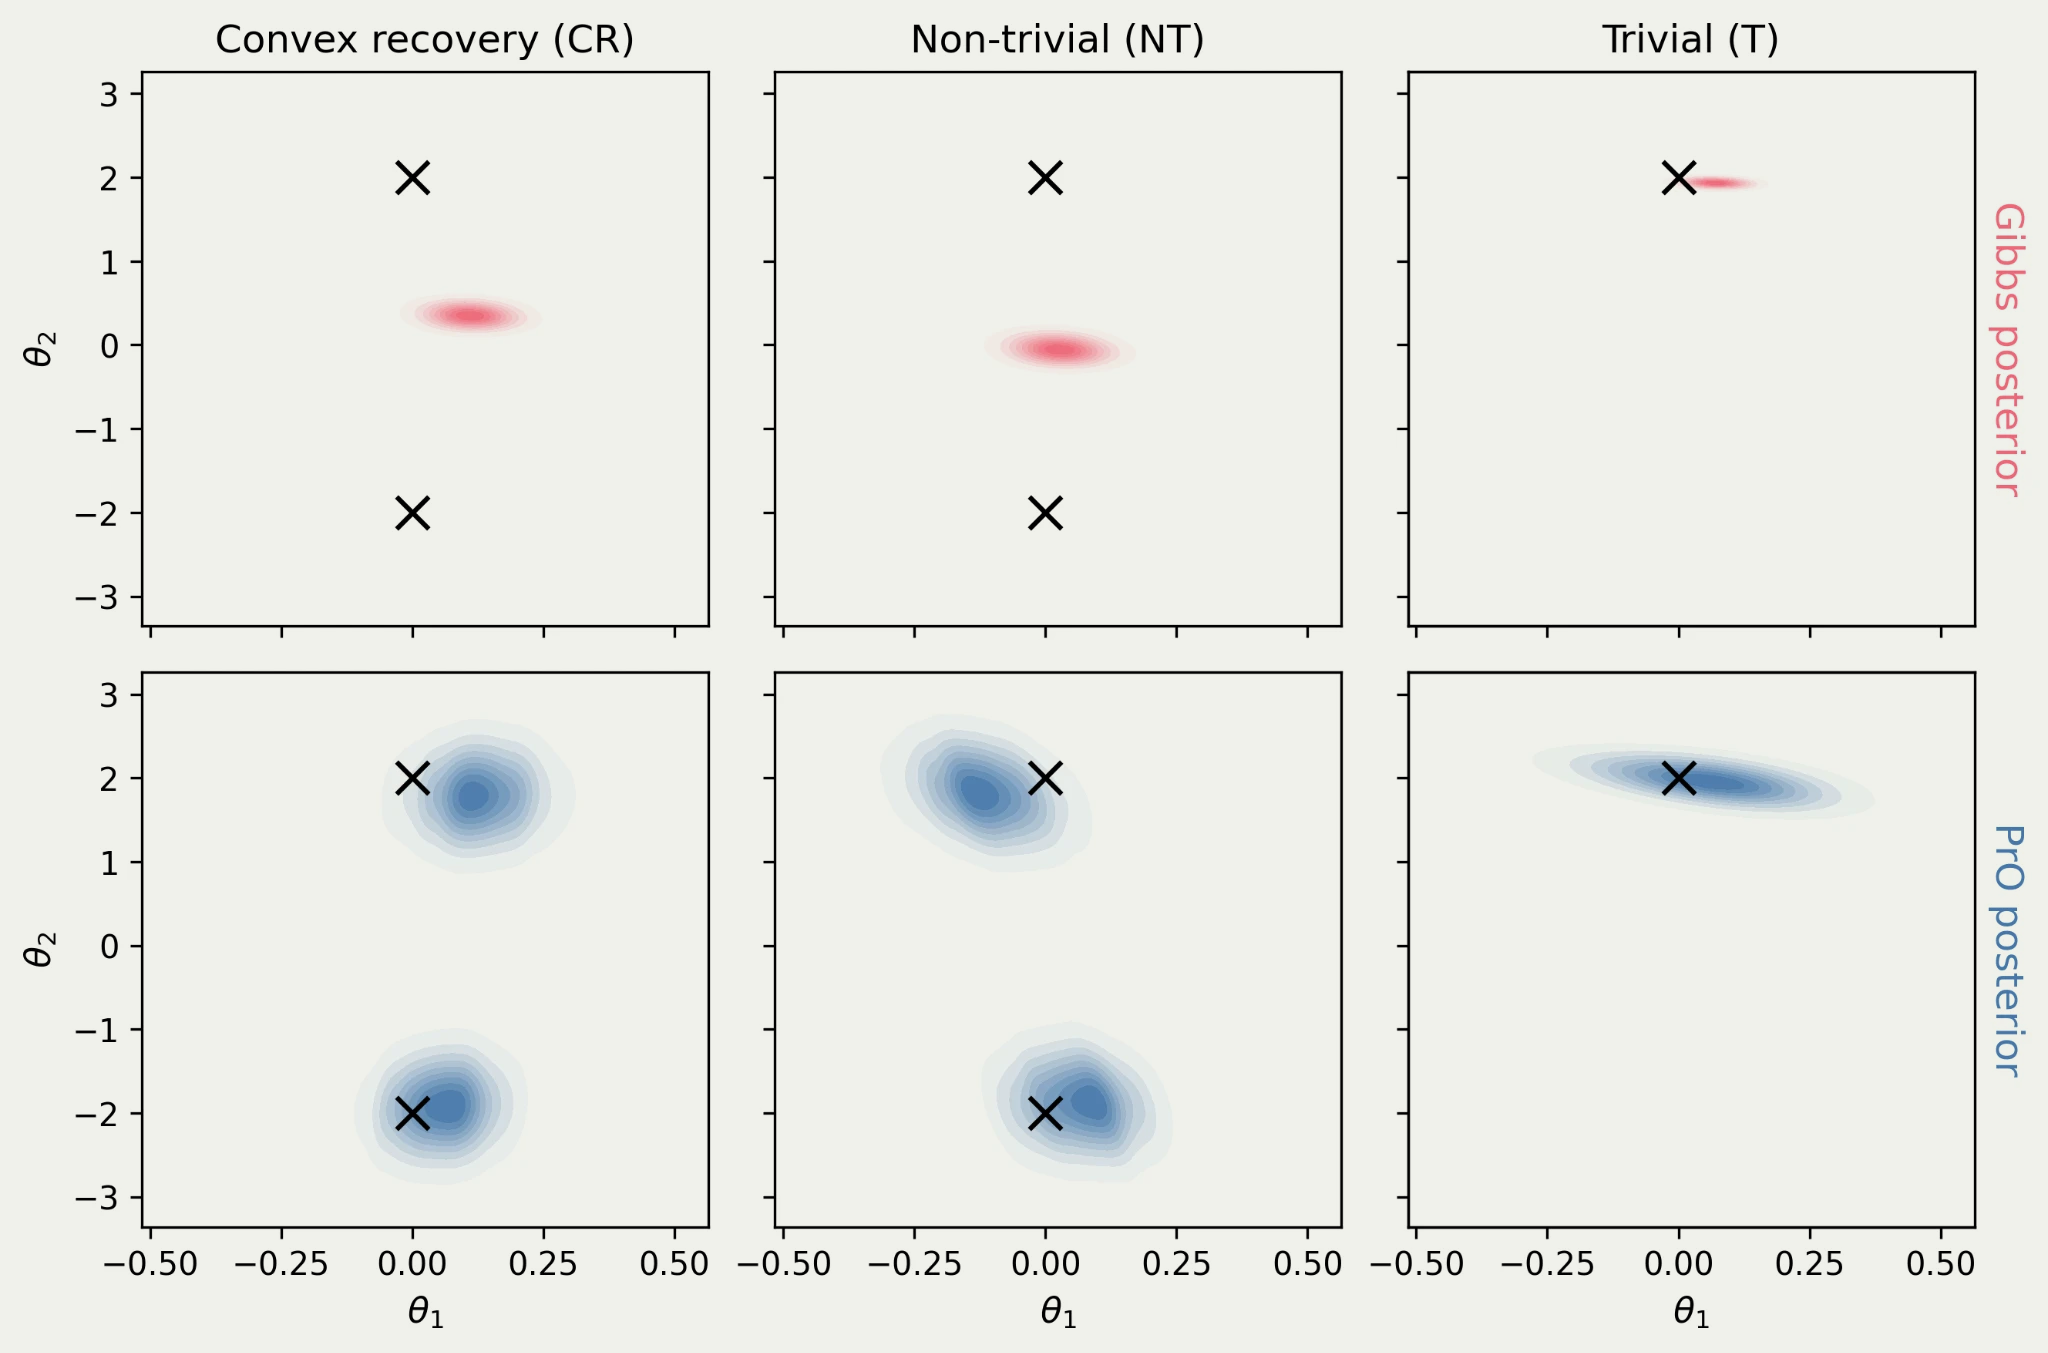 Convex recovery (CR)
Non-trivial (NT)
Trivial (T)
3
2
1
0
−1
−2
−3
θ₂
Gibbs posterior
3
2
1
0
−1
−2
−3
θ₂
PrO posterior
−0.50 −0.25 0.00 0.25 0.50
−0.50 −0.25 0.00 0.25 0.50
−0.50 −0.25 0.00 0.25 0.50
θ₁
θ₁
θ₁